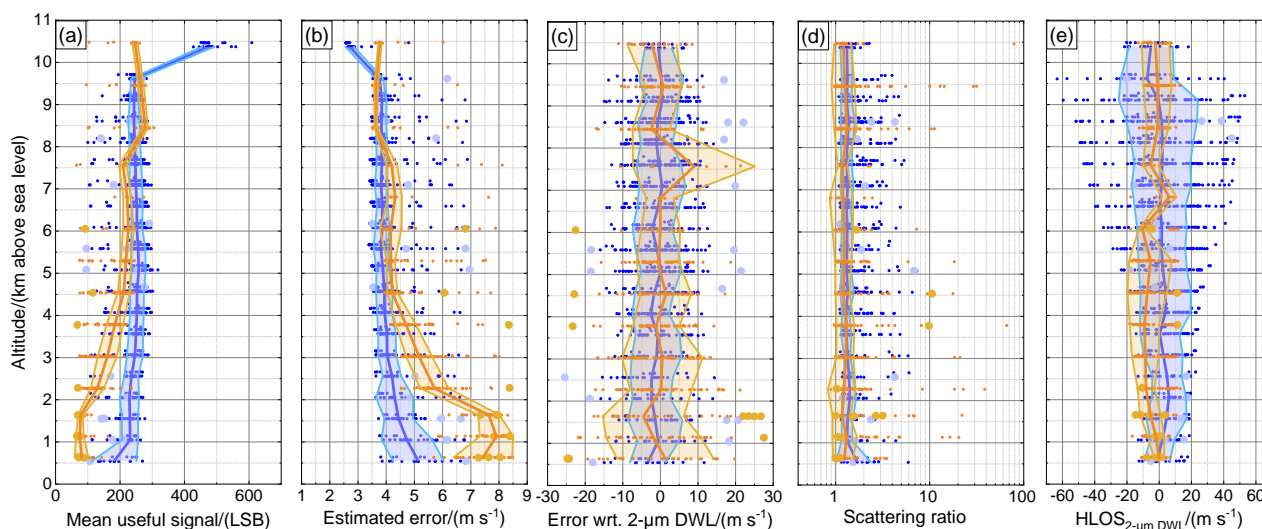 (a)
(b)
(c)
(d)
(e)
Altitude/(km above sea level)
11
10
9
8
7
6
5
4
3
2
1
0
0 200 400 600
1 2 3 4 5 6 7 8 9
-30 -20 -10 0 10 20 30
1 10 100
-60 -40 -20 0 20 40 60
Mean useful signal/(LSB)
Estimated error/(m s⁻¹)
Error wrt. 2-μm DWL/(m s⁻¹)
Scattering ratio
HLOS₂₋μm DWL/(m s⁻¹)